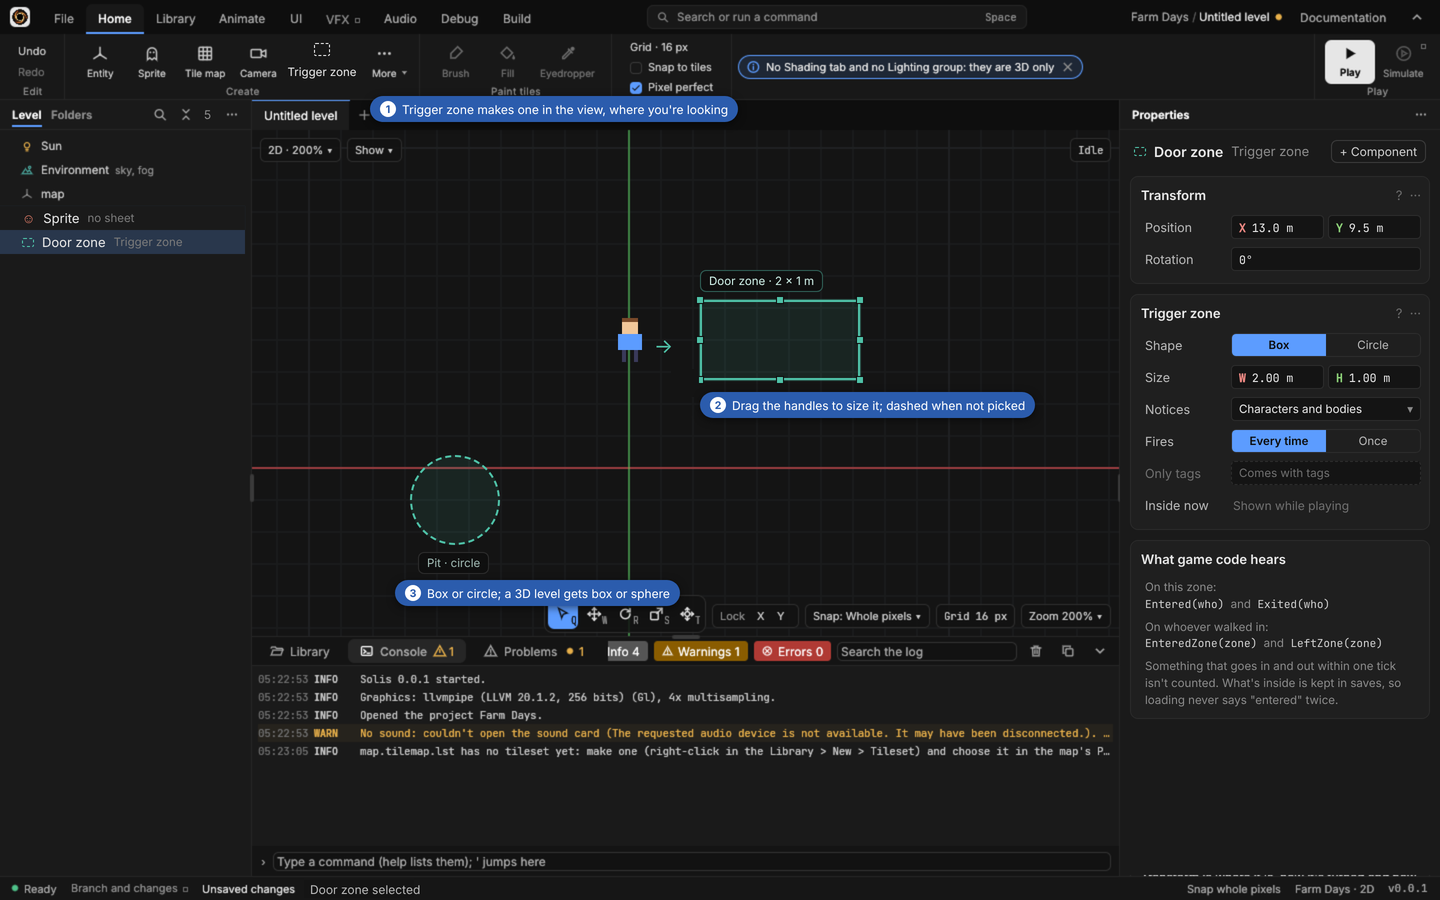 File Home Library Animate UI VFX Audio Debug Build
Search or run a command Space
Farm Days / Untitled level Documentation
Undo
Redo
Edit
Entity Sprite Tile map Camera Trigger zone More
Create
Brush Fill Eyedropper
Paint tiles
Grid · 16 px
Snap to tiles
Pixel perfect
No Shading tab and no Lighting group: they are 3D only
Play Simulate
Play
Level Folders 5
Untitled level
1 Trigger zone makes one in the view, where you're looking
Sun
Environment sky, fog
map
Sprite no sheet
Door zone Trigger zone
2D · 200% Show
Idle
Door zone · 2 × 1 m
2 Drag the handles to size it; dashed when not picked
Pit · circle
3 Box or circle; a 3D level gets box or sphere
Q W R S T
Lock X Y
Snap: Whole pixels
Grid 16 px
Zoom 200%
Properties
Door zone Trigger zone + Component
Transform ?
Position X 13.0 m Y 9.5 m
Rotation 0°
Trigger zone ?
Shape Box Circle
Size W 2.00 m H 1.00 m
Notices Characters and bodies
Fires Every time Once
Only tags Comes with tags
Inside now Shown while playing
What game code hears
On this zone:
Entered(who) and Exited(who)
On whoever walked in:
EnteredZone(zone) and LeftZone(zone)
Something that goes in and out within one tick
isn't counted. What's inside is kept in saves, so
loading never says "entered" twice.
Library Console 1 Problems 1 Info 4 Warnings 1 Errors 0 Search the log
05:22:53 INFO Solis 0.0.1 started.
05:22:53 INFO Graphics: llvmpipe (LLVM 20.1.2, 256 bits) (Gl), 4x multisampling.
05:22:53 INFO Opened the project Farm Days.
05:22:53 WARN No sound: couldn't open the sound card (The requested audio device is not available. It may have been disconnected.). …
05:23:05 INFO map.tilemap.lst has no tileset yet: make one (right-click in the Library > New > Tileset) and choose it in the map's P…
› Type a command (help lists them); ' jumps here
Ready Branch and changes Unsaved changes Door zone selected
Snap whole pixels Farm Days · 2D v0.0.1